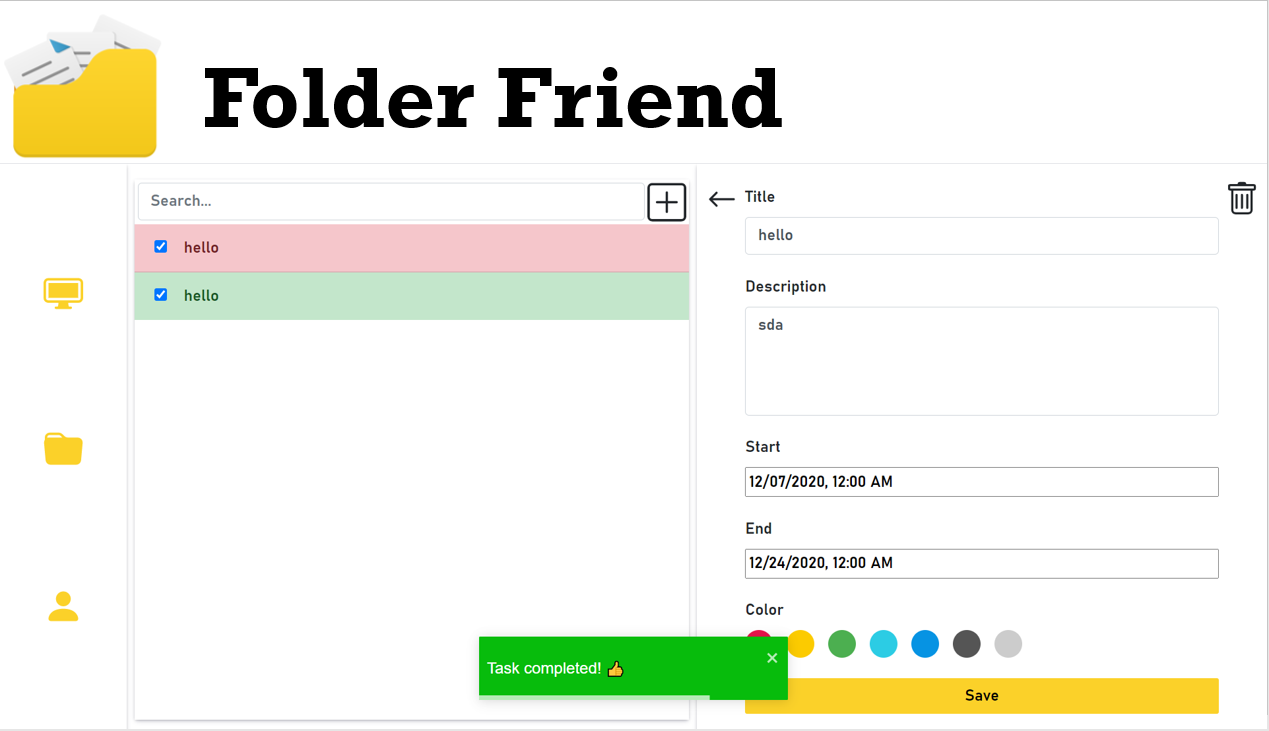 Folder Friend
Search...
hello
hello
Title
hello
Description
sda
Start
12/07/2020, 12:00 AM
End
12/24/2020, 12:00 AM
Color
Task completed! 👍
×
Save